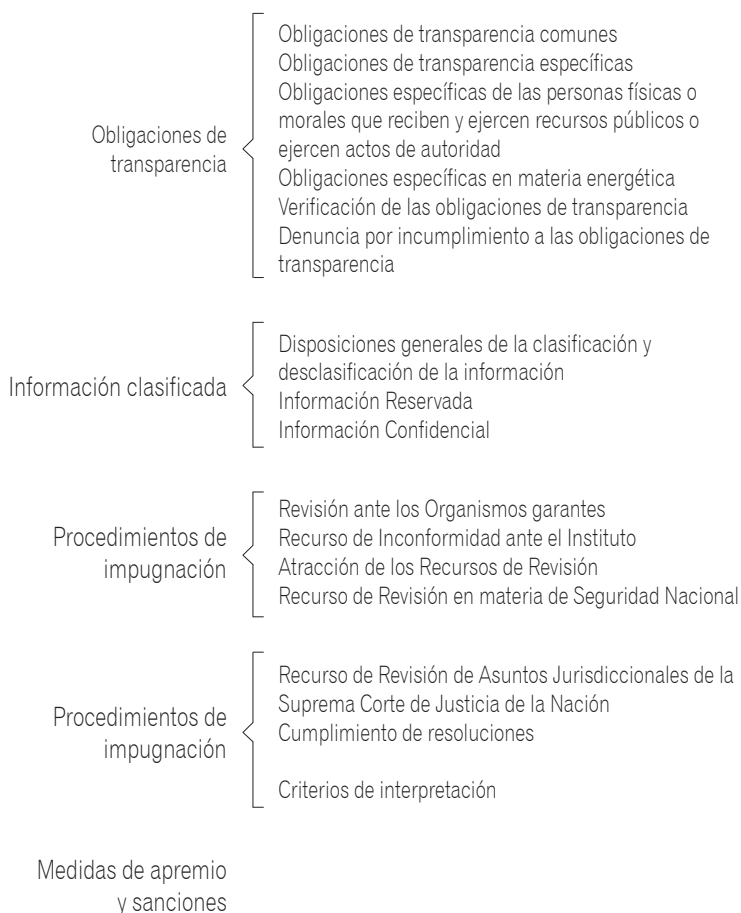 Obligaciones de
transparencia
Obligaciones de transparencia comunes
Obligaciones de transparencia específicas
Obligaciones específicas de las personas físicas o
morales que reciben y ejercen recursos públicos o
ejercen actos de autoridad
Obligaciones específicas en materia energética
Verificación de las obligaciones de transparencia
Denuncia por incumplimiento a las obligaciones de
transparencia
Información clasificada
Disposiciones generales de la clasificación y
desclasificación de la información
Información Reservada
Información Confidencial
Procedimientos de
impugnación
Revisión ante los Organismos garantes
Recurso de Inconformidad ante el Instituto
Atracción de los Recursos de Revisión
Recurso de Revisión en materia de Seguridad Nacional
Procedimientos de
impugnación
Recurso de Revisión de Asuntos Jurisdiccionales de la
Suprema Corte de Justicia de la Nación
Cumplimiento de resoluciones
Criterios de interpretación
Medidas de apremio
y sanciones